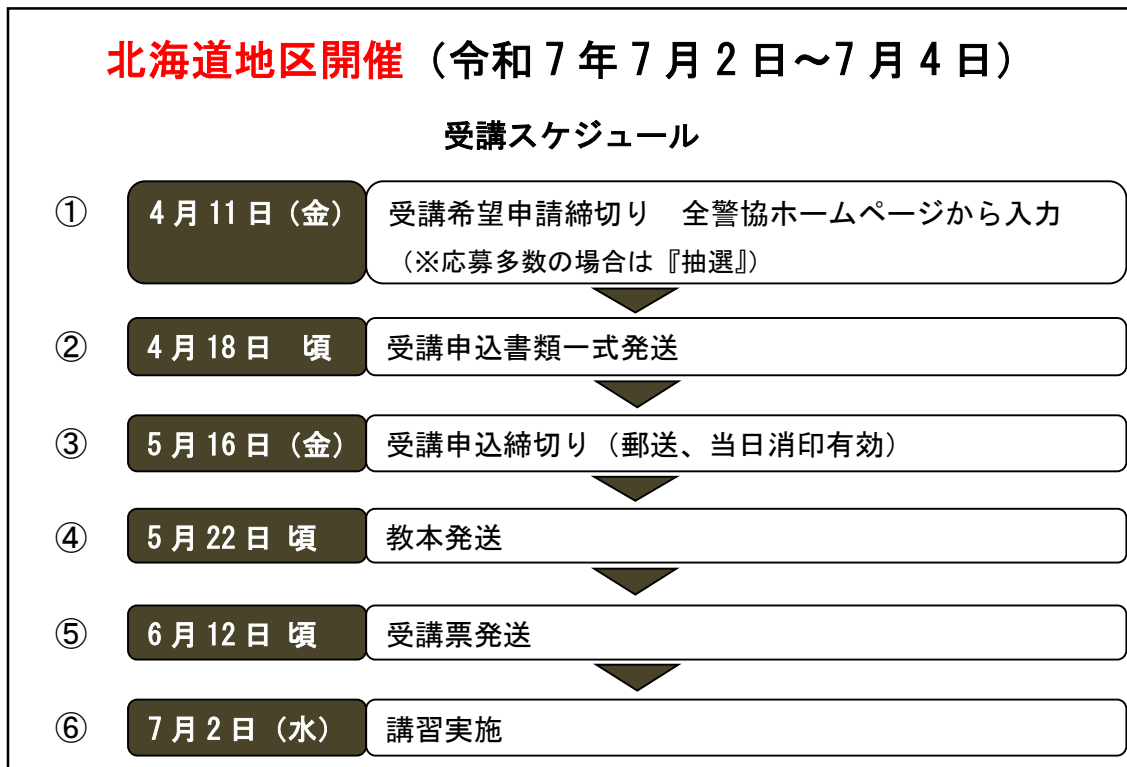 北海道地区開催（令和７年７月２日～７月４日）
受講スケジュール
① 4月11日（金） 受講希望申請締切り　全警協ホームページから入力
（※応募多数の場合は『抽選』）
② 4月18日　頃 受講申込書類一式発送
③ 5月16日（金） 受講申込締切り（郵送、当日消印有効）
④ 5月22日 頃 教本発送
⑤ 6月12日 頃 受講票発送
⑥ 7月2日（水） 講習実施